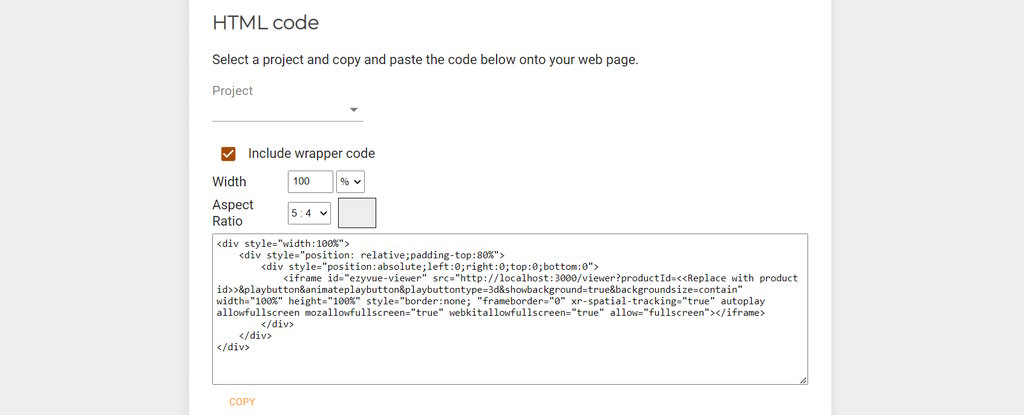 HTML code
Select a project and copy and paste the code below onto your web page.
Project
Include wrapper code
Width 100 %
Aspect
Ratio 5 : 4
<div style="width:100%">
    <div style="position: relative;padding-top:80%">
        <div style="position:absolute;left:0;right:0;top:0;bottom:0">
            <iframe id="ezyvue-viewer" src="http://localhost:3000/viewer?productId=<<Replace with product
id>>&playbutton&animateplaybutton&playbuttontype=3d&showbackground=true&backgroundsize=contain"
width="100%" height="100%" style="border:none; "frameborder="0" xr-spatial-tracking="true" autoplay
allowfullscreen mozallowfullscreen="true" webkitallowfullscreen="true" allow="fullscreen"></iframe>
        </div>
    </div>
</div>
COPY